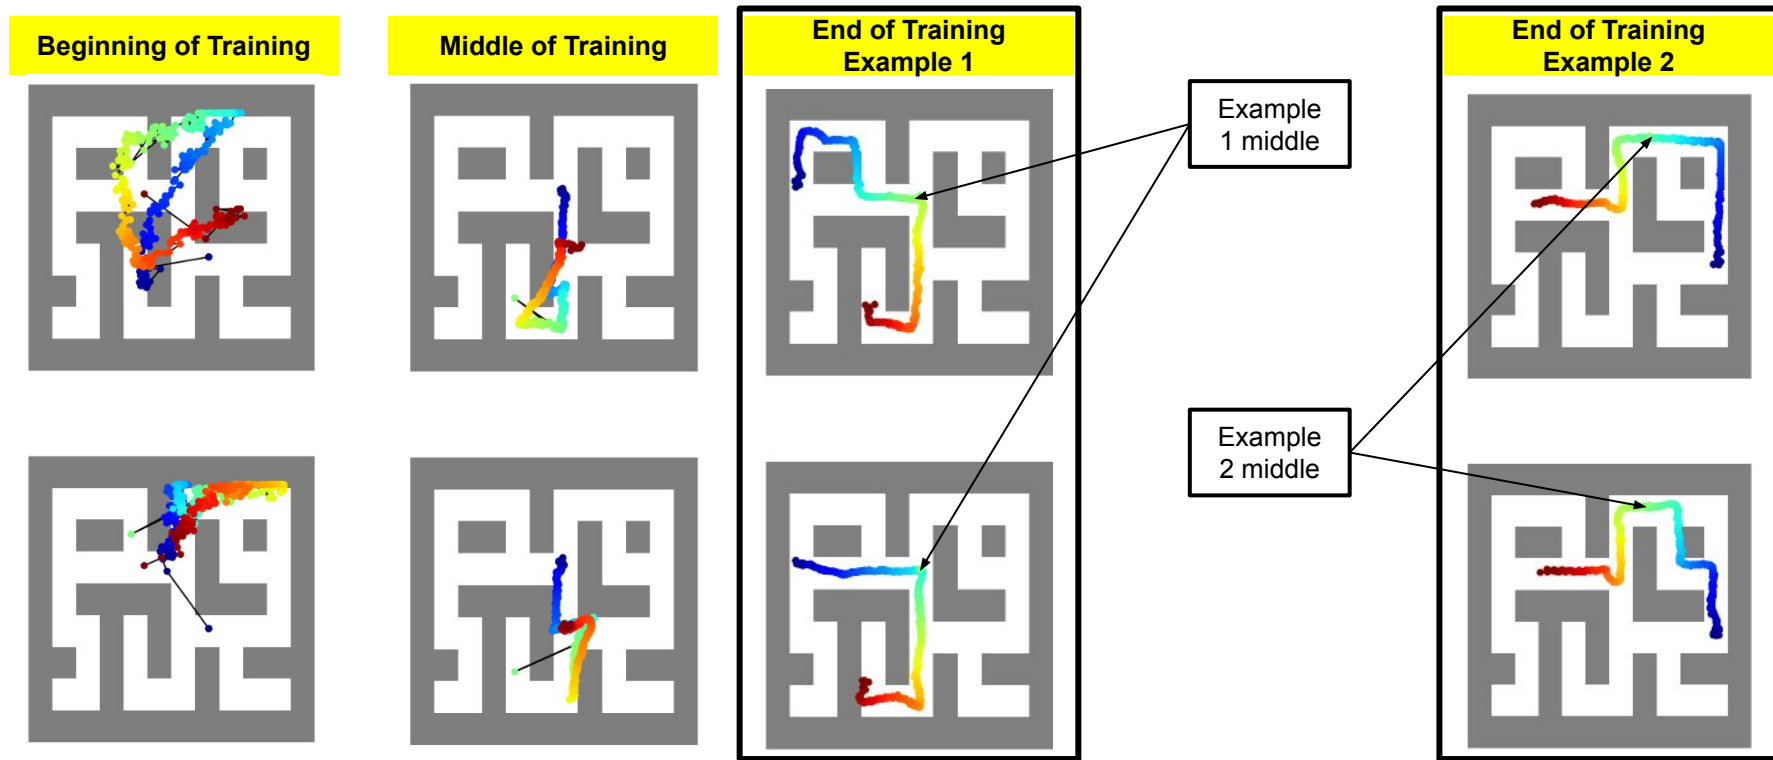 Beginning of Training
Middle of Training
End of Training
Example 1
End of Training
Example 2
Example
1 middle
Example
2 middle